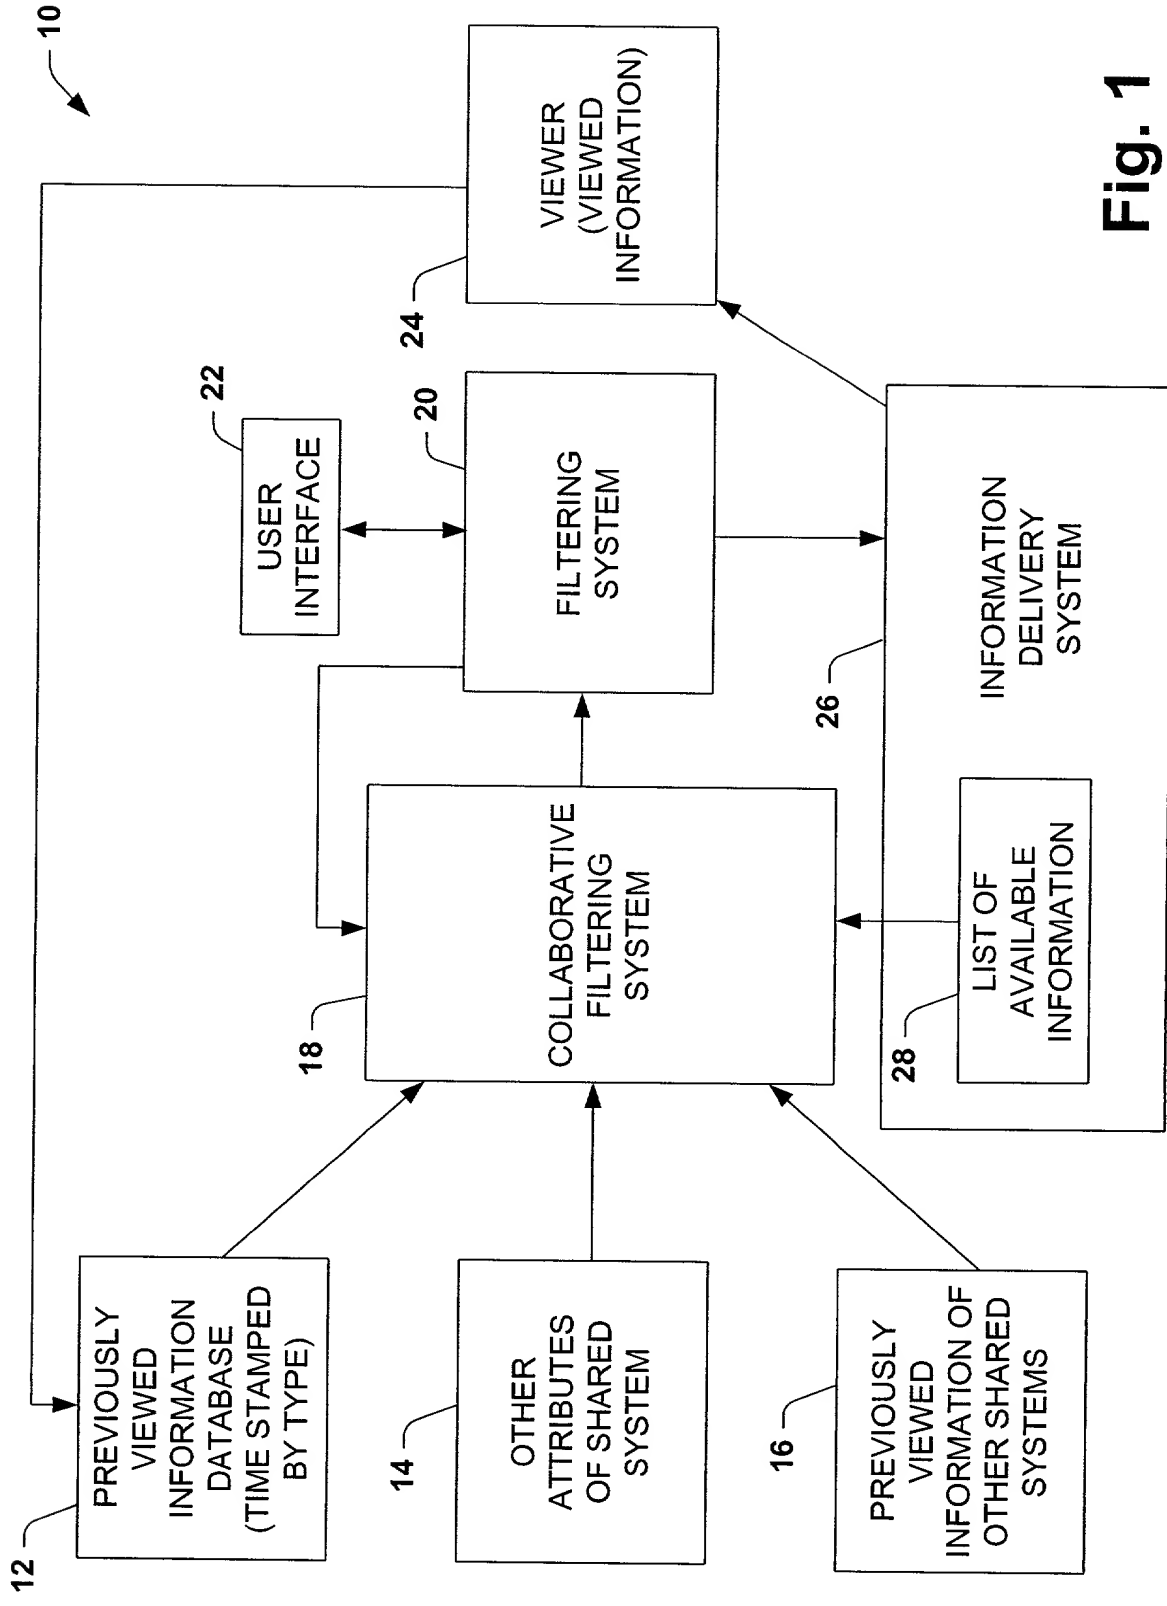 10
12
PREVIOUSLY
VIEWED
INFORMATION
DATABASE
(TIME STAMPED
BY TYPE)
14
OTHER
ATTRIBUTES
OF SHARED
SYSTEM
16
PREVIOUSLY
VIEWED
INFORMATION OF
OTHER SHARED
SYSTEMS
18
COLLABORATIVE
FILTERING
SYSTEM
22
USER
INTERFACE
20
FILTERING
SYSTEM
24
VIEWER
(VIEWED
INFORMATION)
26
INFORMATION
DELIVERY
SYSTEM
28
LIST OF
AVAILABLE
INFORMATION
Fig. 1